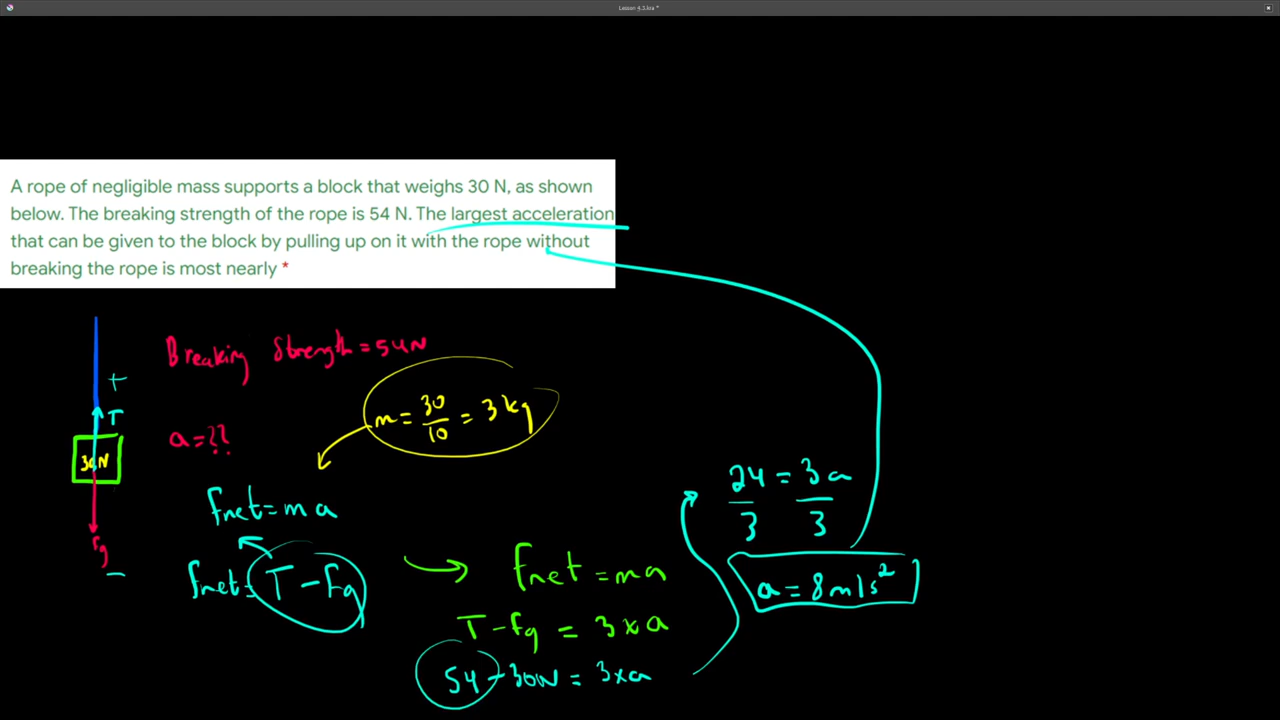 Lesson 4.3.kra *
A rope of negligible mass supports a block that weighs 30 N, as shown
below. The breaking strength of the rope is 54 N. The largest acceleration
that can be given to the block by pulling up on it with the rope without
breaking the rope is most nearly *
Breaking Strength = 54N
+
T
m = 30/10 = 3 kg
a = ??
30N
Fg
-
Fnet = m a
Fnet = T - Fg
Fnet = ma
T - Fg = 3 x a
54 - 30N = 3 x a
24/3 = 3a/3
a = 8 m/s²